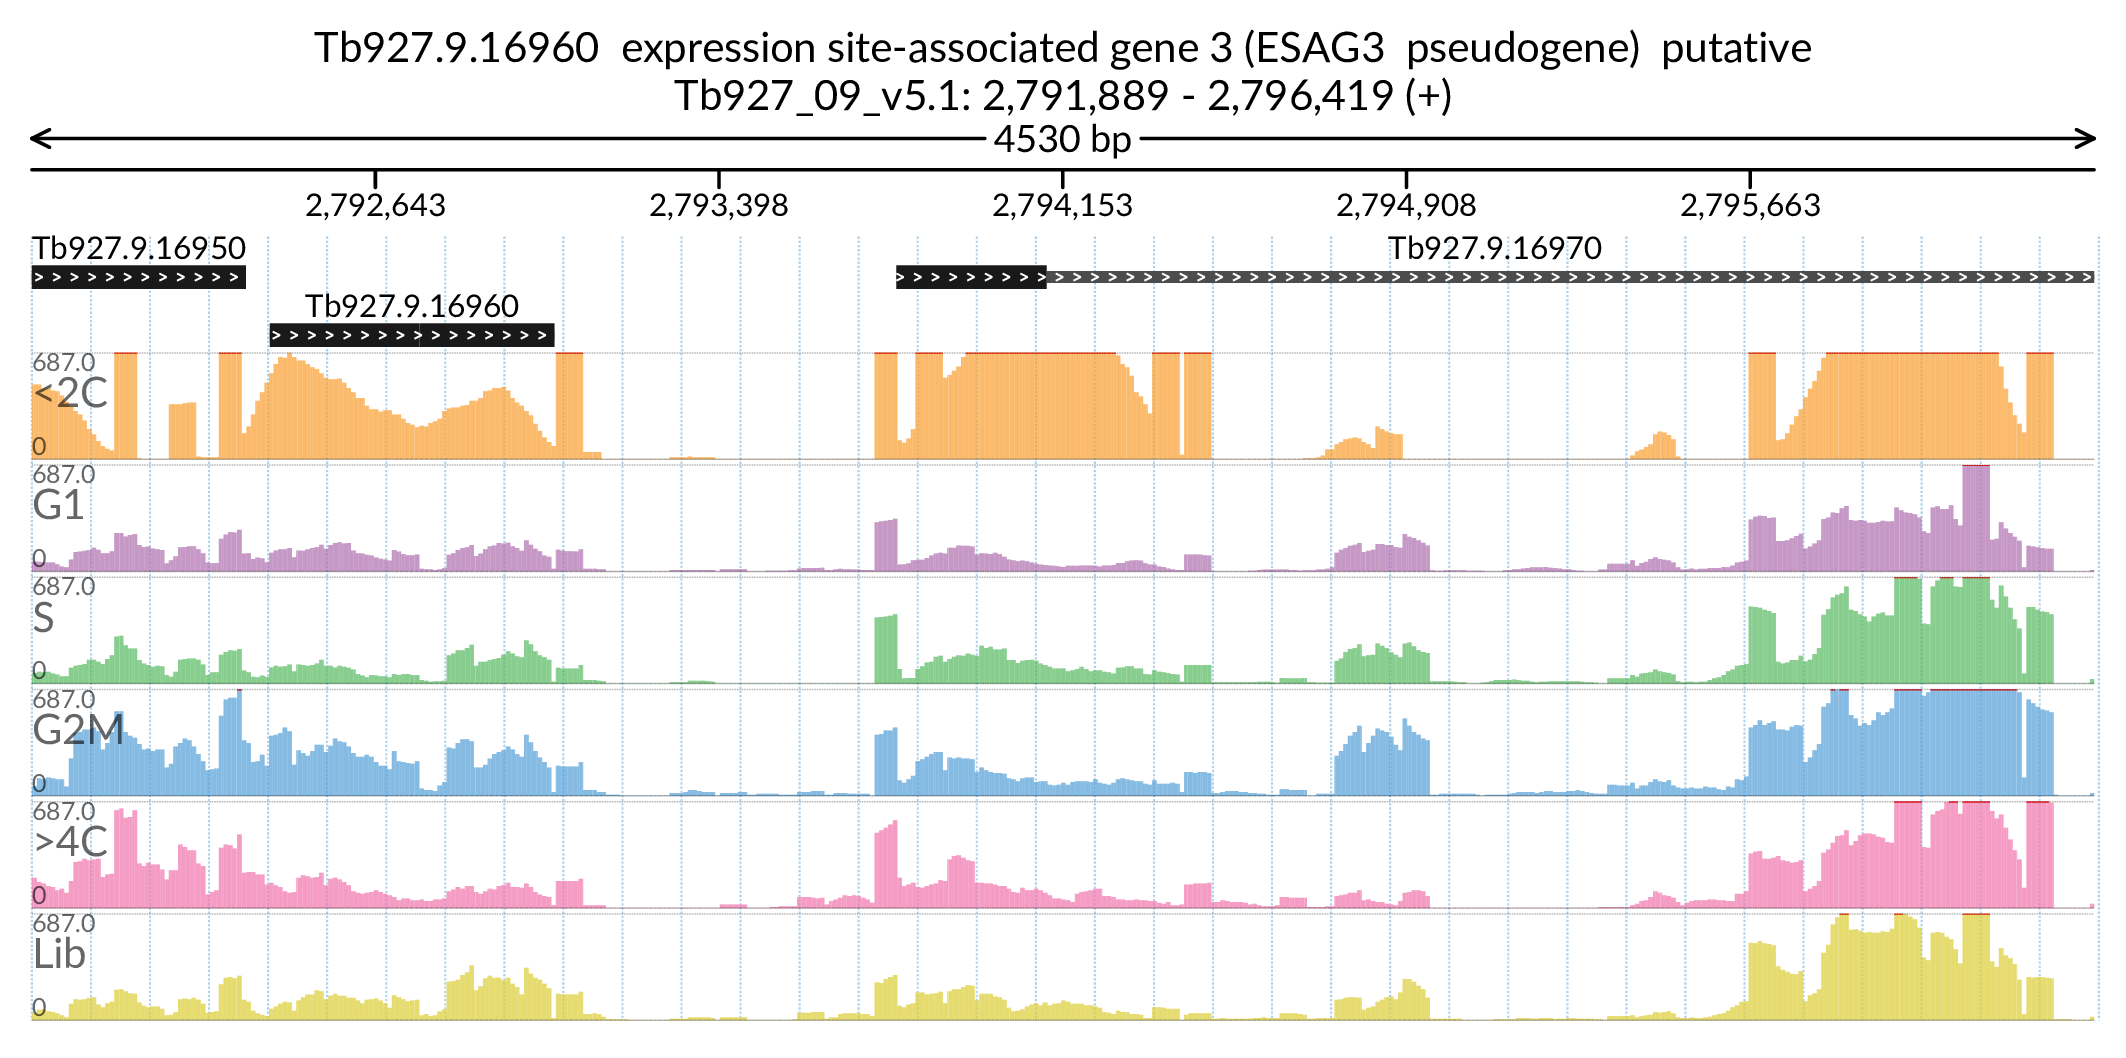 Tb927.9.16960  expression site-associated gene 3 (ESAG3  pseudogene)  putative
Tb927_09_v5.1: 2,791,889 - 2,796,419 (+)
4530 bp
2,792,643
2,793,398
2,794,153
2,794,908
2,795,663
Tb927.9.16950
Tb927.9.16970
Tb927.9.16960
687.0
<2C
0
687.0
G1
0
687.0
S
0
687.0
G2M
0
687.0
>4C
0
687.0
Lib
0